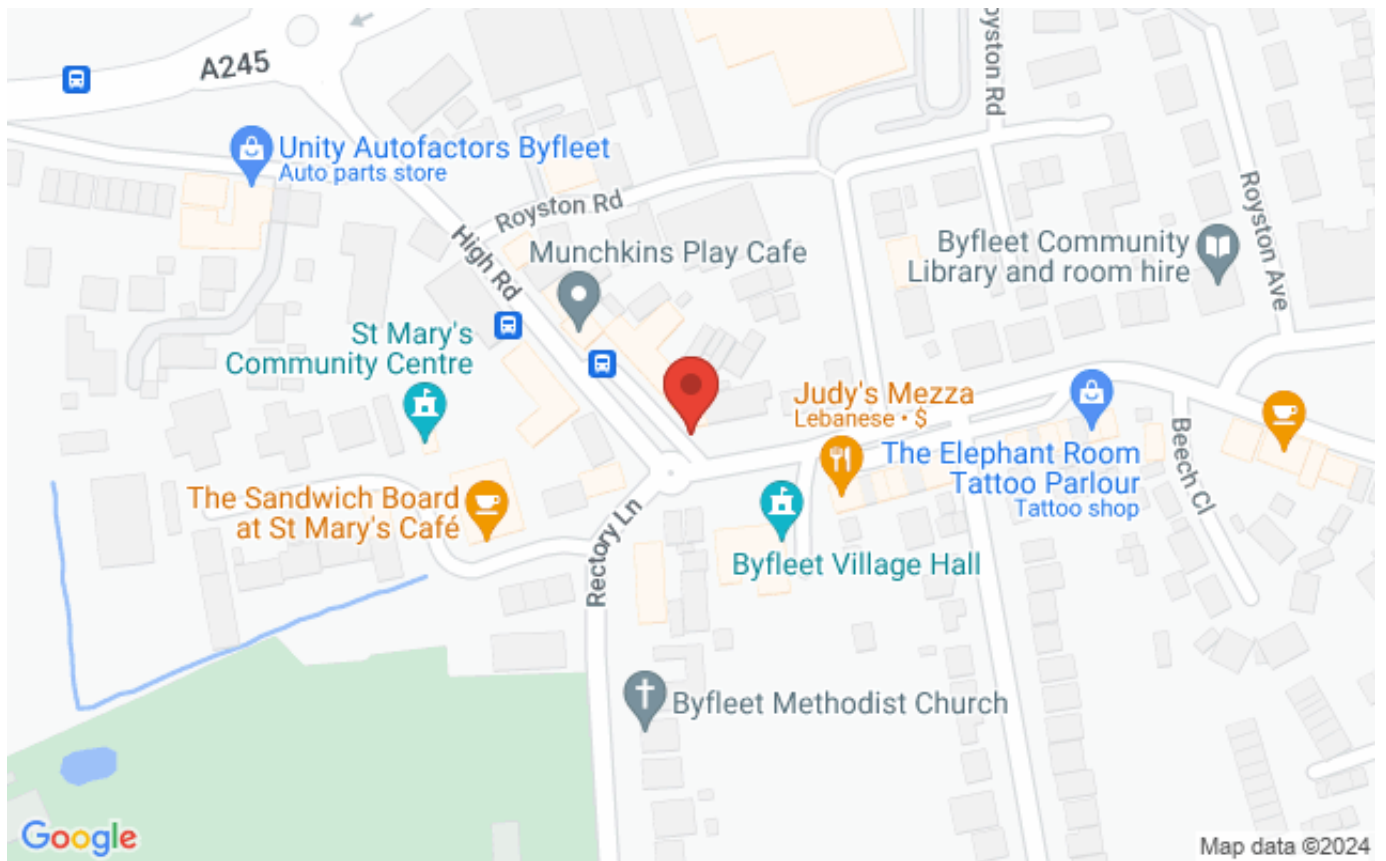 A245
oyston Rd
Unity Autofactors Byfleet
Auto parts store
Royston Rd
Royston Ave
High Rd
Munchkins Play Cafe
Byfleet Community
Library and room hire
St Mary's
Community Centre
Judy's Mezza
Lebanese • $
The Elephant Room
Tattoo Parlour
Tattoo shop
Beech Cl
The Sandwich Board
at St Mary's Café
Rectory Ln
Byfleet Village Hall
Byfleet Methodist Church
Google
Map data ©2024